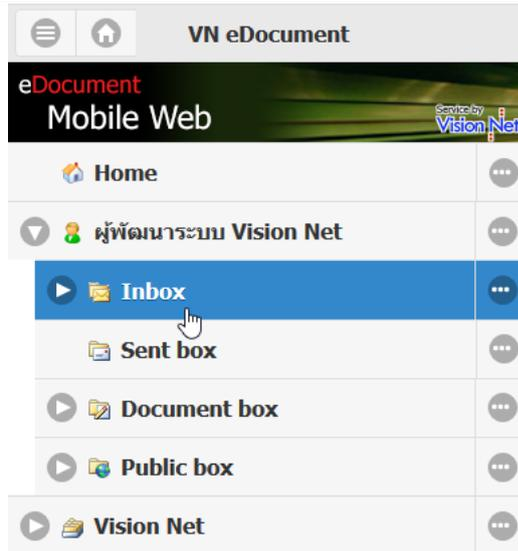 VN eDocument
eDocument
Mobile Web
Service by
Vision Net
Home
ผู้พัฒนาระบบ Vision Net
Inbox
Sent box
Document box
Public box
Vision Net